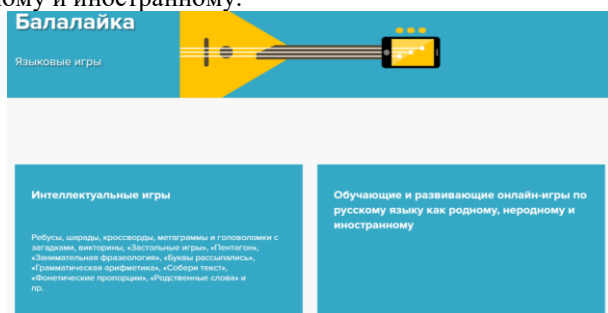 ному и иностранному.
Балалайка
Языковые игры
Интеллектуальные игры
Ребусы, шарады, кроссворды, метаграммы и головоломки с
загадками, викторины, «Застольные игры», «Пентагон»,
«Занимательная фразеология», «Буквы рассыпались»,
«Грамматическая арифметика», «Собери текст»,
«Фонетические пропорции», «Родственные слова» и
пр.
Обучающие и развивающие онлайн-игры по
русскому языку как родному, неродному и
иностранному